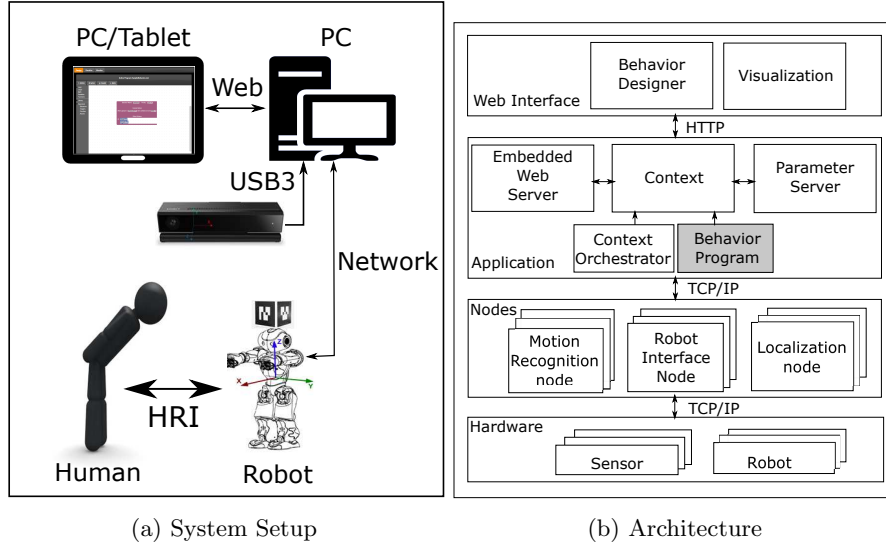 PC/Tablet
PC
Web
USB3
Network
HRI
Human
Robot
X
Y
Z
(a) System Setup
Behavior
Designer
Visualization
Web Interface
HTTP
Embedded
Web
Server
Context
Parameter
Server
Context
Orchestrator
Behavior
Program
Application
TCP/IP
Nodes
Motion
Recognition
node
Robot
Interface
Node
Localization
node
TCP/IP
Hardware
Sensor
Robot
(b) Architecture